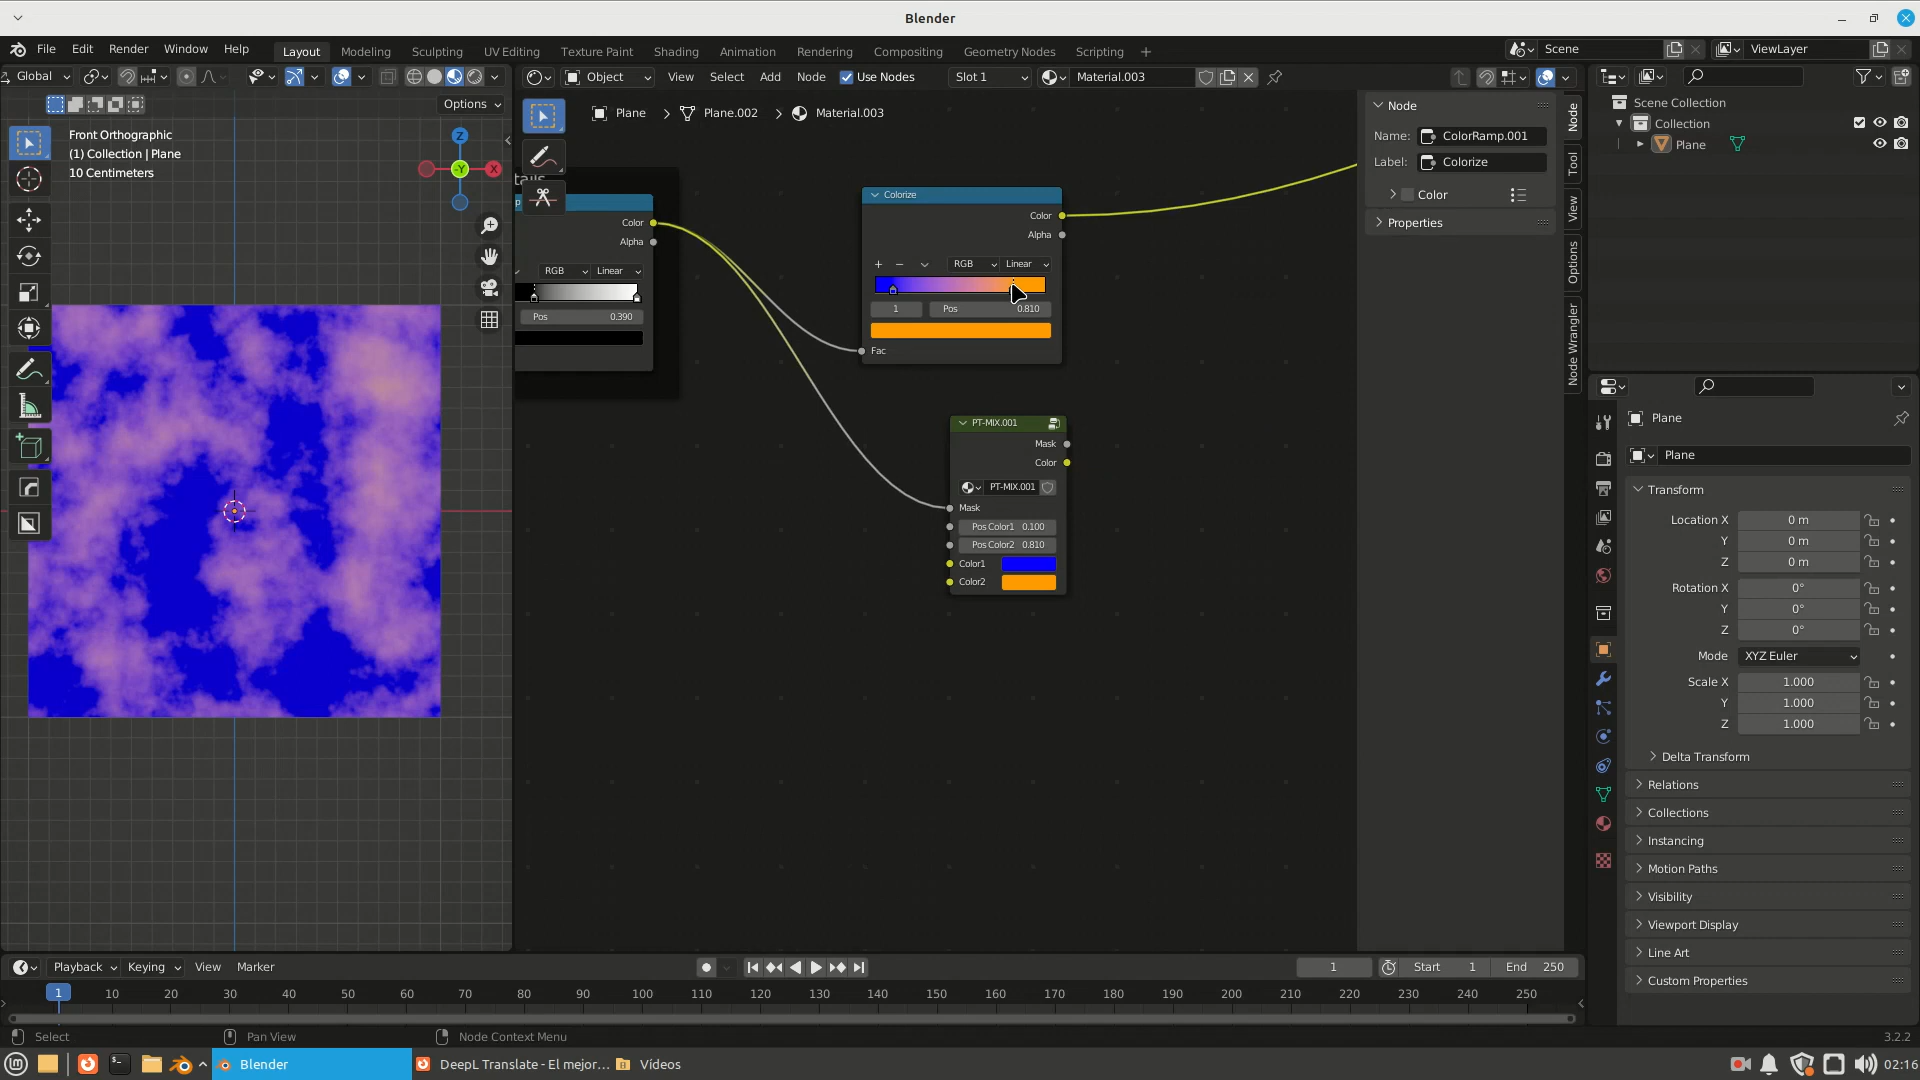 Blender
File Edit Render Window Help Layout Modeling Sculpting UV Editing Texture Paint Shading Animation Rendering Compositing Geometry Nodes Scripting Scene ViewLayer
Global Object View Select Add Node Use Nodes Slot 1 Material.003
Options
Front Orthographic
(1) Collection | Plane
10 Centimeters
Z
X
-Y
Plane Plane.002 Material.003
tails
p
Color
Alpha
RGB Linear
Pos 0.390
Colorize
Color
Alpha
RGB Linear
1 Pos 0.810
Fac
PT-MIX.001
Mask
Color
PT-MIX.001
Mask
Pos Color1 0.100
Pos Color2 0.810
Color1
Color2
Node
Name: ColorRamp.001
Label: Colorize
Color
Properties
Node
Tool
View
Options
Node Wrangler
Scene Collection
Collection
Plane
Plane
Plane
Transform
Location X 0 m
Y 0 m
Z 0 m
Rotation X 0°
Y 0°
Z 0°
Mode XYZ Euler
Scale X 1.000
Y 1.000
Z 1.000
Delta Transform
Relations
Collections
Instancing
Motion Paths
Visibility
Viewport Display
Line Art
Custom Properties
Playback Keying View Marker 1 Start 1 End 250
1 10 20 30 40 50 60 70 80 90 100 110 120 130 140 150 160 170 180 190 200 210 220 230 240 250
Select Pan View Node Context Menu 3.2.2
Blender DeepL Translate - El mejor... Vídeos 02:16